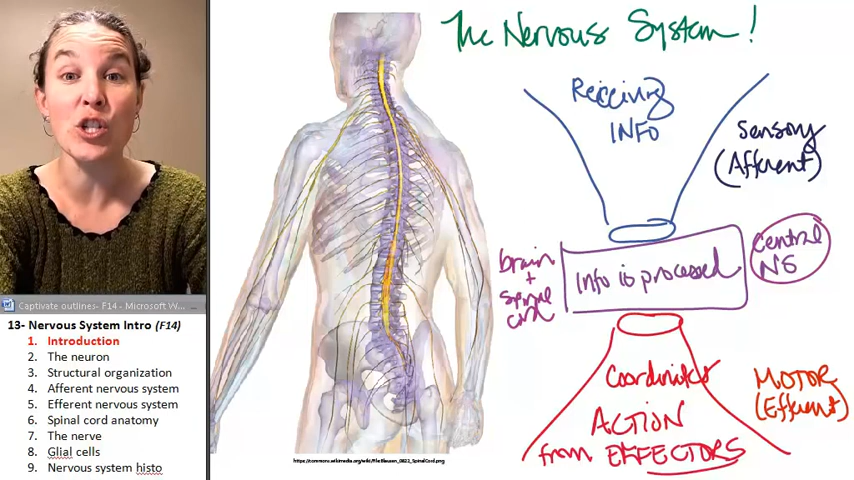 The Nervous System!
Receiving
INFO
Sensory
(Afferent)
brain
+
spinal
cord
Info is processed
Central
NS
Coordinates
ACTION
from EFFECTORS
MOTOR
(Efferent)
Captivate outlines- F14 - Microsoft W...
13- Nervous System Intro (F14)
1. Introduction
2. The neuron
3. Structural organization
4. Afferent nervous system
5. Efferent nervous system
6. Spinal cord anatomy
7. The nerve
8. Glial cells
9. Nervous system histo